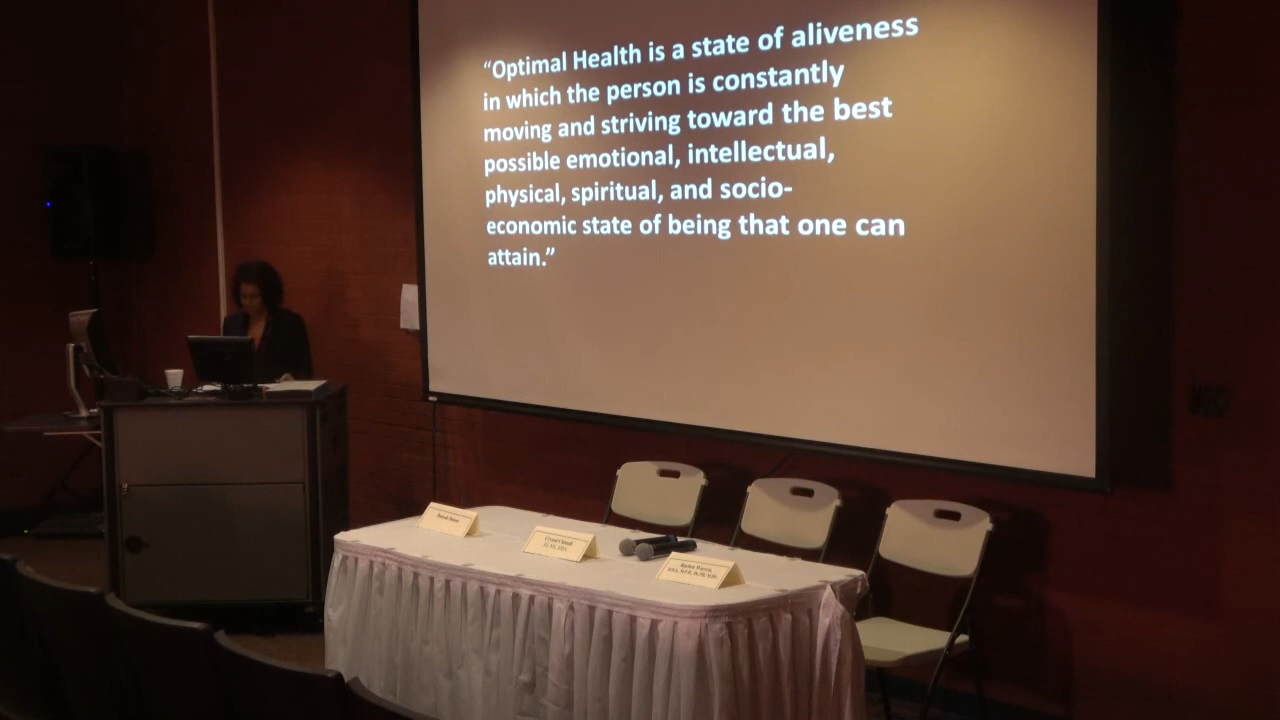 “Optimal Health is a state of aliveness
in which the person is constantly
moving and striving toward the best
possible emotional, intellectual,
physical, spiritual, and socio-
economic state of being that one can
attain.”